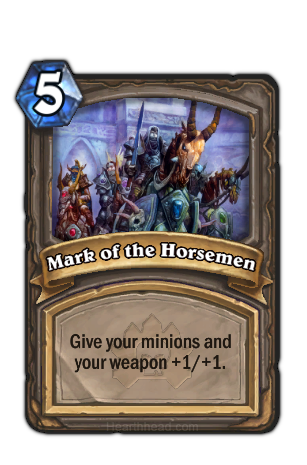 5
Mark of the Horsemen
Give your minions and
your weapon +1/+1.
Hearthhead.com